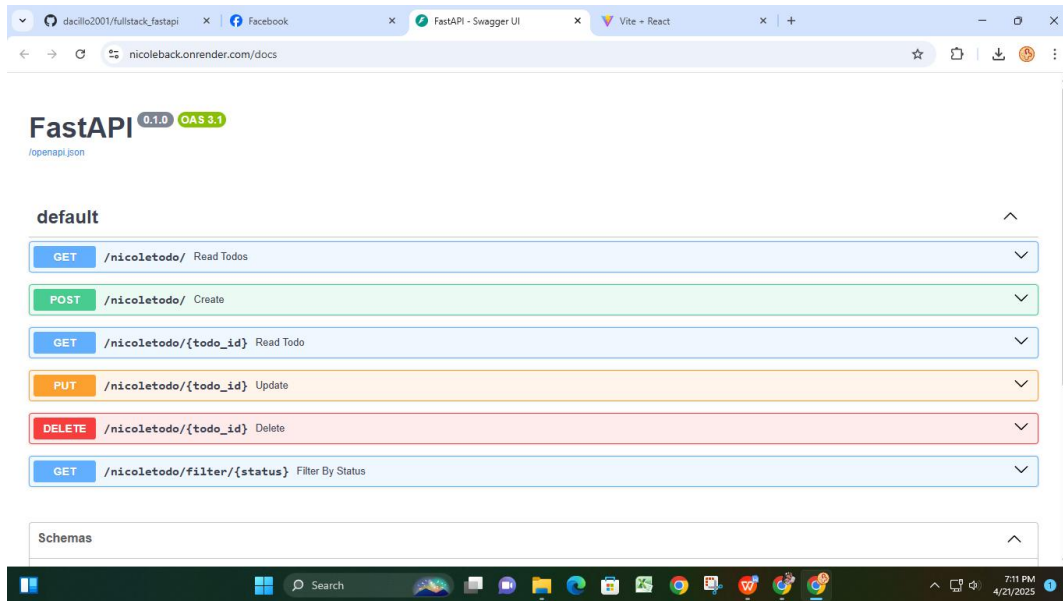 dacillo2001/fullstack_fastapi
Facebook
FastAPI - Swagger UI
Vite + React
nicoleback.onrender.com/docs
FastAPI 0.1.0 OAS 3.1
/openapi.json
default
GET /nicoletodo/ Read Todos
POST /nicoletodo/ Create
GET /nicoletodo/{todo_id} Read Todo
PUT /nicoletodo/{todo_id} Update
DELETE /nicoletodo/{todo_id} Delete
GET /nicoletodo/filter/{status} Filter By Status
Schemas
Search
7:11 PM
4/21/2025
1